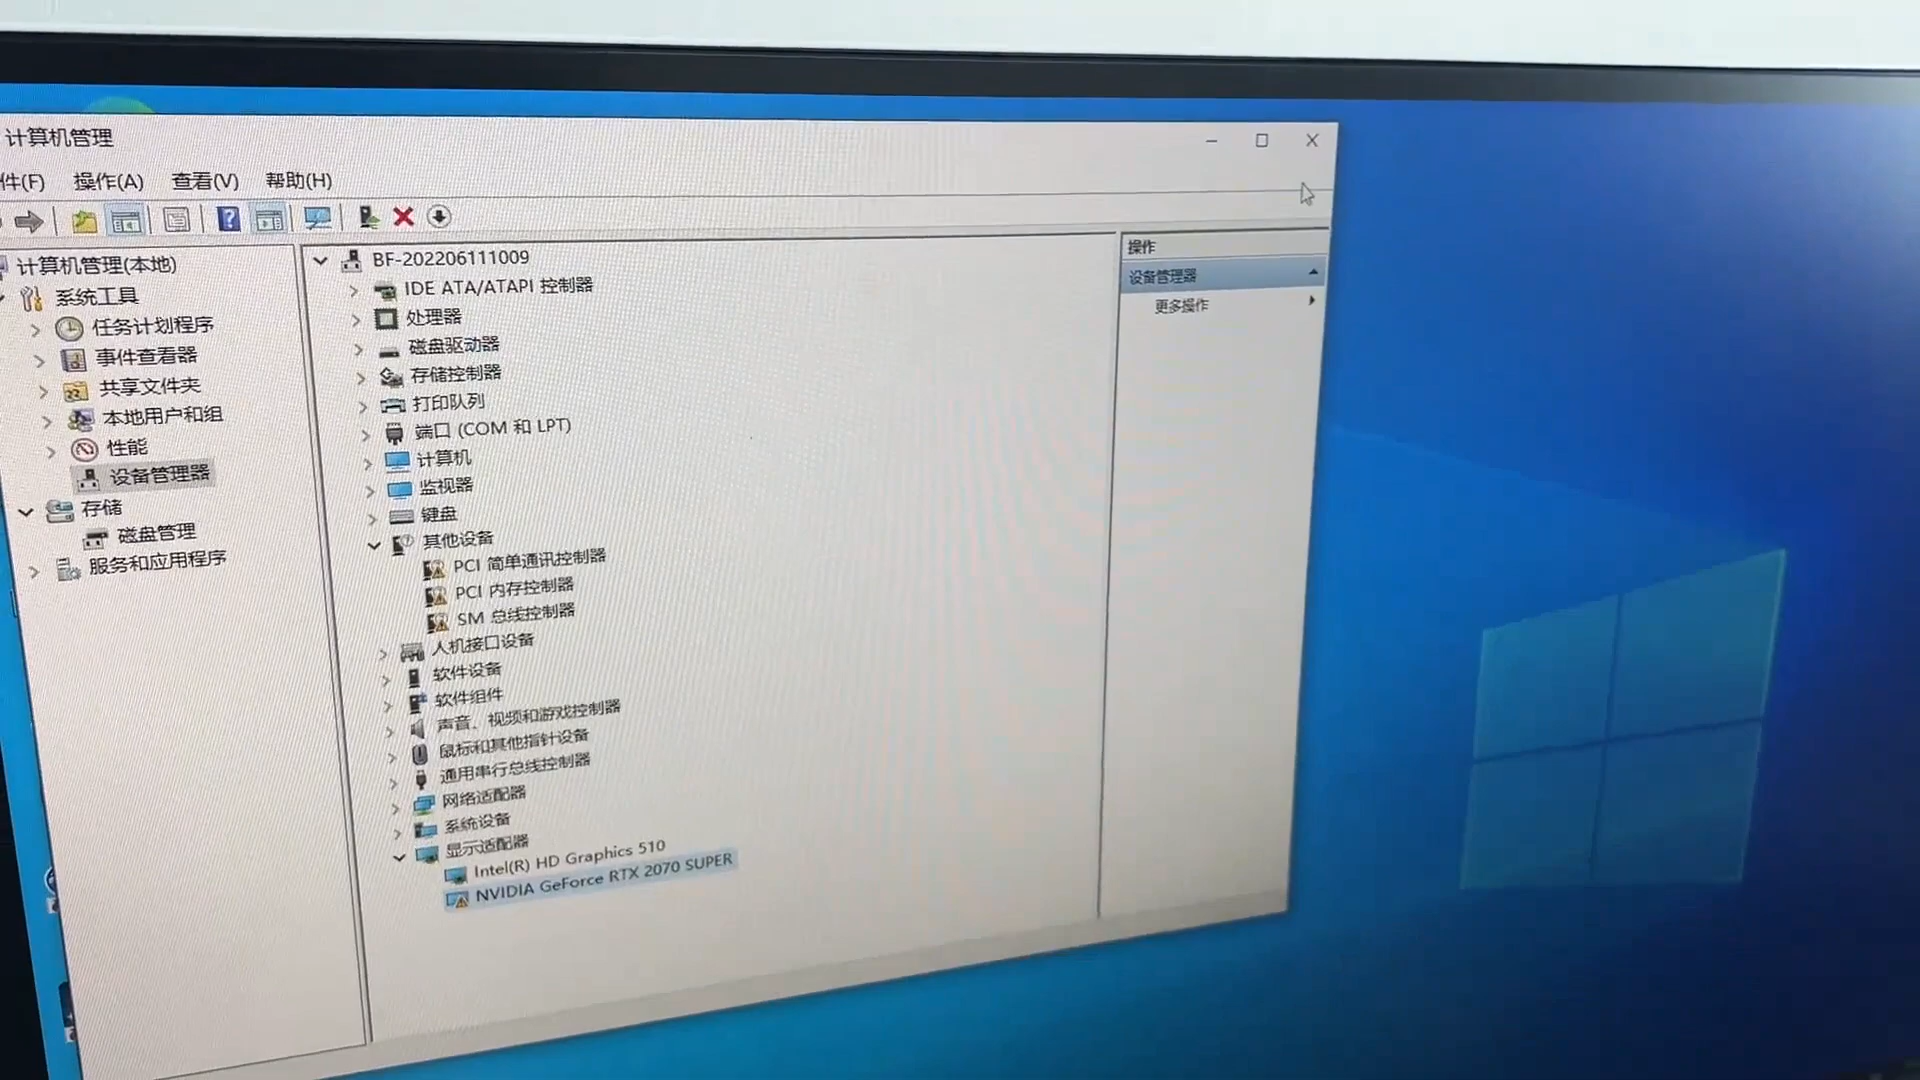 计算机管理
件(F) 操作(A) 查看(V) 帮助(H)
计算机管理(本地)
系统工具
任务计划程序
事件查看器
共享文件夹
本地用户和组
性能
设备管理器
存储
磁盘管理
服务和应用程序
BF-202206111009
IDE ATA/ATAPI 控制器
处理器
磁盘驱动器
存储控制器
打印队列
端口 (COM 和 LPT)
计算机
监视器
键盘
其他设备
PCI 简单通讯控制器
PCI 内存控制器
SM 总线控制器
人机接口设备
软件设备
软件组件
声音、视频和游戏控制器
鼠标和其他指针设备
通用串行总线控制器
网络适配器
系统设备
显示适配器
Intel(R) HD Graphics 510
NVIDIA GeForce RTX 2070 SUPER
操作
设备管理器
更多操作